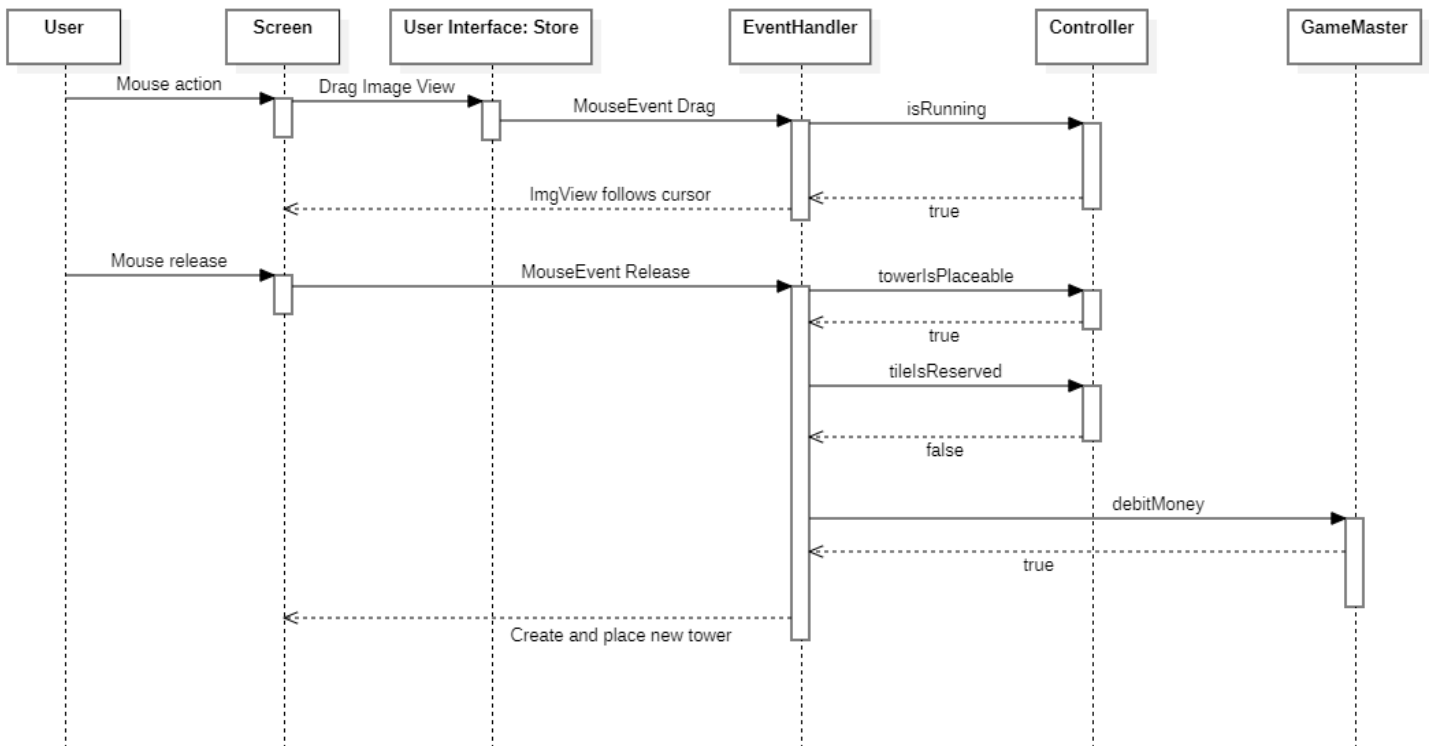 User
Screen
User Interface: Store
EventHandler
Controller
GameMaster
Mouse action
Drag Image View
MouseEvent Drag
isRunning
ImgView follows cursor
true
Mouse release
MouseEvent Release
towerIsPlaceable
true
tileIsReserved
false
debitMoney
true
Create and place new tower